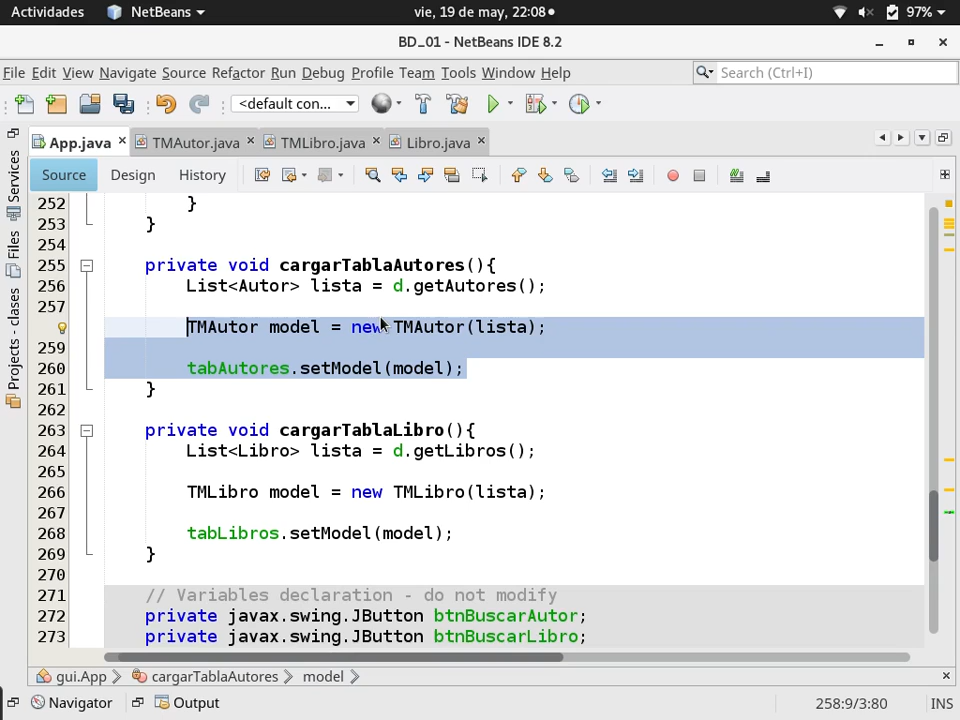 Actividades NetBeans vie, 19 de may, 22:08 97%
BD_01 - NetBeans IDE 8.2
File Edit View Navigate Source Refactor Run Debug Profile Team Tools Window Help Search (Ctrl+I)
<default con...
App.java TMAutor.java TMLibro.java Libro.java
Source Design History
Services
Files
Projects - clases
252 }
253 }
254
255 private void cargarTablaAutores(){
256 List<Autor> lista = d.getAutores();
257
TMAutor model = new TMAutor(lista);
259
260 tabAutores.setModel(model);
261 }
262
263 private void cargarTablaLibro(){
264 List<Libro> lista = d.getLibros();
265
266 TMLibro model = new TMLibro(lista);
267
268 tabLibros.setModel(model);
269 }
270
271 // Variables declaration - do not modify
272 private javax.swing.JButton btnBuscarAutor;
273 private javax.swing.JButton btnBuscarLibro;
gui.App cargarTablaAutores model
Navigator Output 258:9/3:80 INS